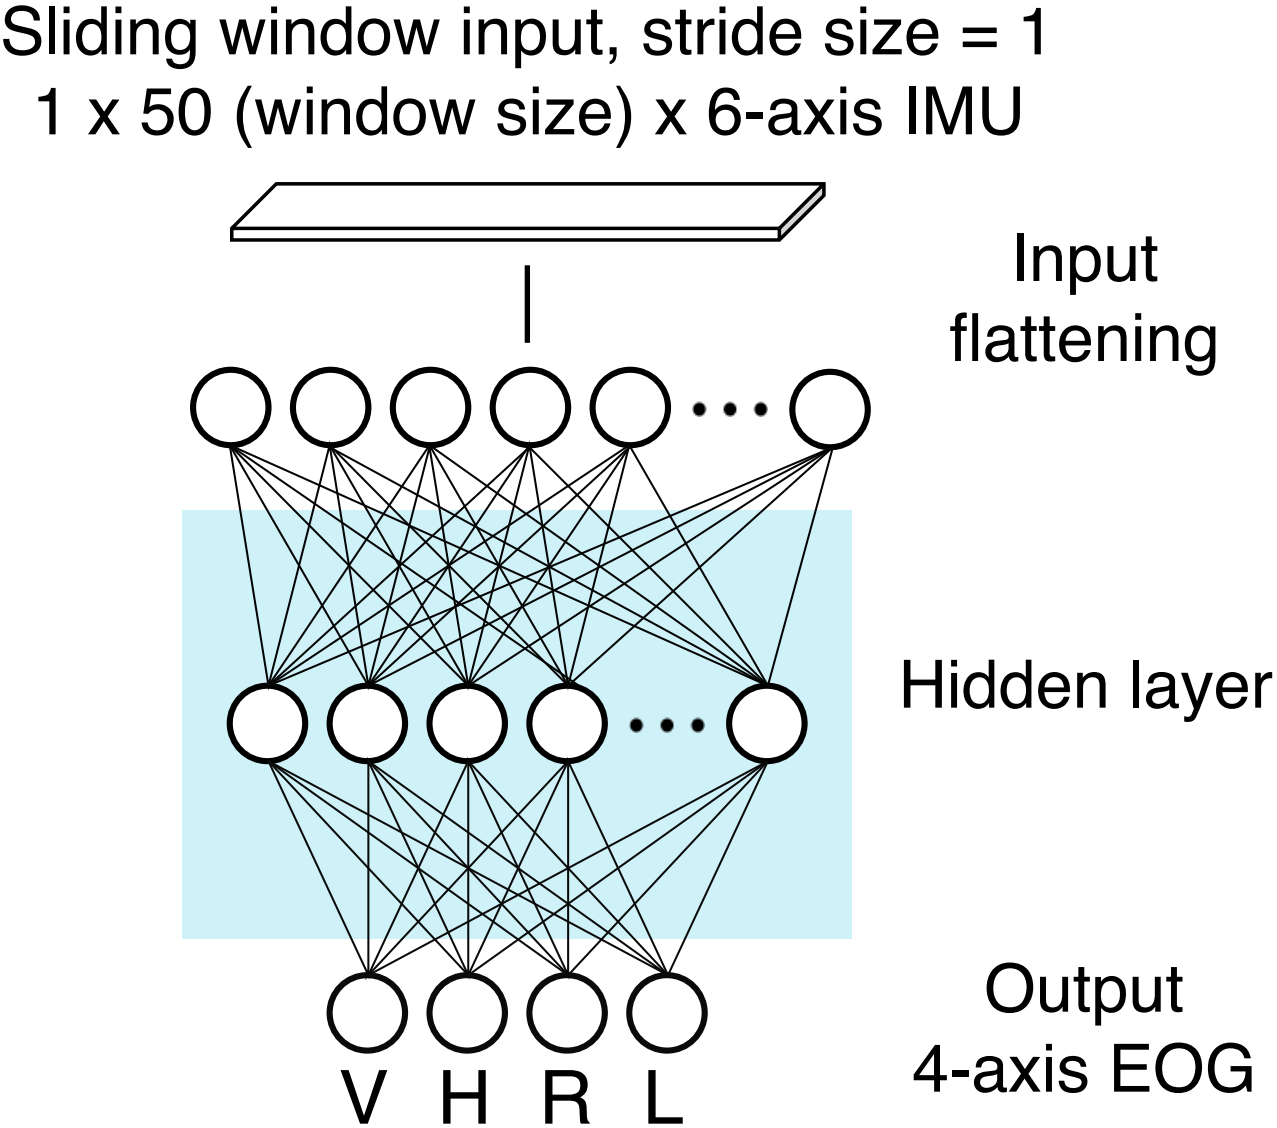 Sliding window input, stride size = 1
1 x 50 (window size) x 6-axis IMU
Input
flattening
Hidden layer
Output
4-axis EOG
V H R L